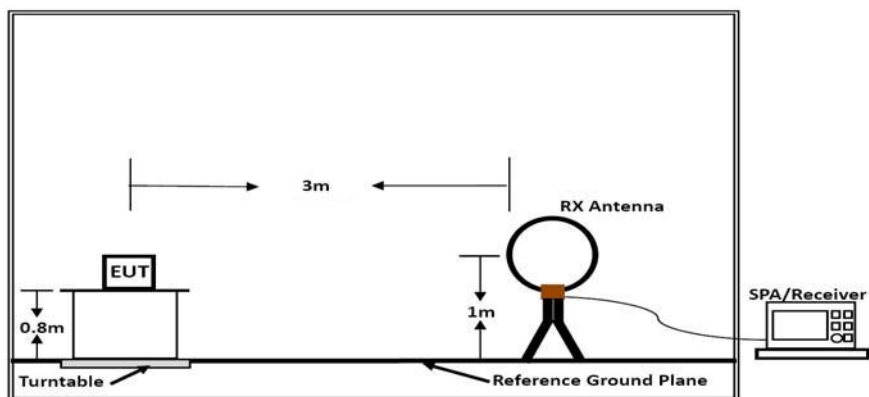 3m
RX Antenna
EUT
SPA/Receiver
0.8m
1m
Turntable
Reference Ground Plane